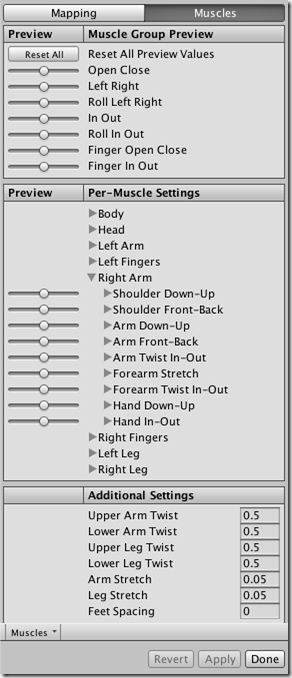 Mapping Muscles
Preview Muscle Group Preview
Reset All Reset All Preview Values
Open Close
Left Right
Roll Left Right
In Out
Roll In Out
Finger Open Close
Finger In Out
Preview Per-Muscle Settings
Body
Head
Left Arm
Left Fingers
Right Arm
Shoulder Down-Up
Shoulder Front-Back
Arm Down-Up
Arm Front-Back
Arm Twist In-Out
Forearm Stretch
Forearm Twist In-Out
Hand Down-Up
Hand In-Out
Right Fingers
Left Leg
Right Leg
Additional Settings
Upper Arm Twist 0.5
Lower Arm Twist 0.5
Upper Leg Twist 0.5
Lower Leg Twist 0.5
Arm Stretch 0.05
Leg Stretch 0.05
Feet Spacing 0
Muscles
Revert Apply Done